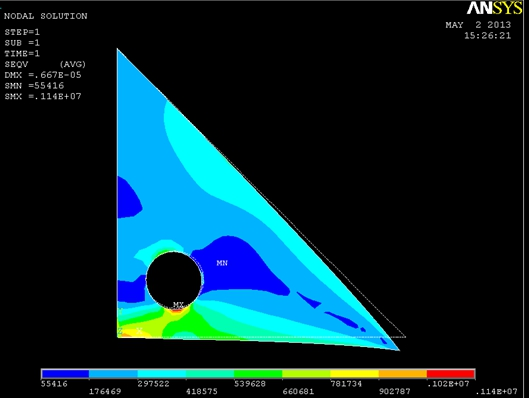 NODAL SOLUTION
STEP=1
SUB =1
TIME=1
SEQV (AVG)
DMX =.667E-05
SMN =55416
SMX =.114E+07
ANSYS
MAY 2 2013
15:26:21
MN
MX
55416 297522 539628 781734 .102E+07
176469 418575 660681 902787 .114E+07